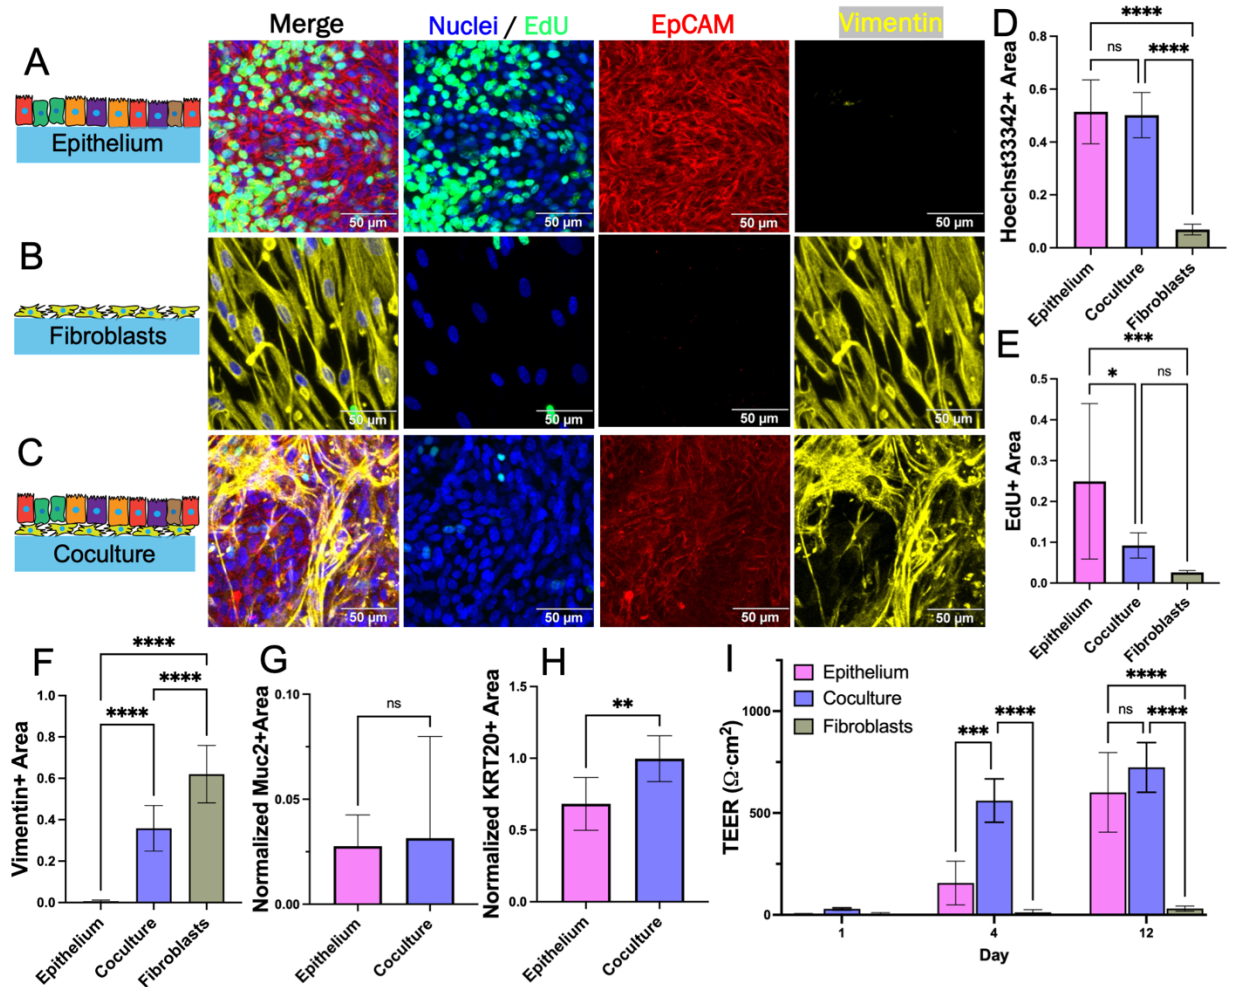 Merge
Nuclei / EdU
EpCAM
Vimentin
A
Epithelium
50 µm
50 µm
50 µm
50 µm
B
Fibroblasts
50 µm
50 µm
50 µm
50 µm
C
Coculture
50 µm
50 µm
50 µm
50 µm
D
****
ns
****
Hoechst33342+ Area
0.8
0.6
0.4
0.2
0.0
Epithelium
Coculture
Fibroblasts
E
***
*
ns
EdU+ Area
0.5
0.4
0.3
0.2
0.1
0.0
Epithelium
Coculture
Fibroblasts
F
****
****
****
Vimentin+ Area
1.0
0.8
0.6
0.4
0.2
0.0
Epithelium
Coculture
Fibroblasts
G
ns
Normalized Muc2+Area
0.10
0.05
0.00
Epithelium
Coculture
H
**
Normalized KRT20+ Area
1.5
1.0
0.5
0.0
Epithelium
Coculture
I
Epithelium
Coculture
Fibroblasts
***
****
****
ns
****
TEER (Ω·cm2)
1000
500
0
1
4
12
Day